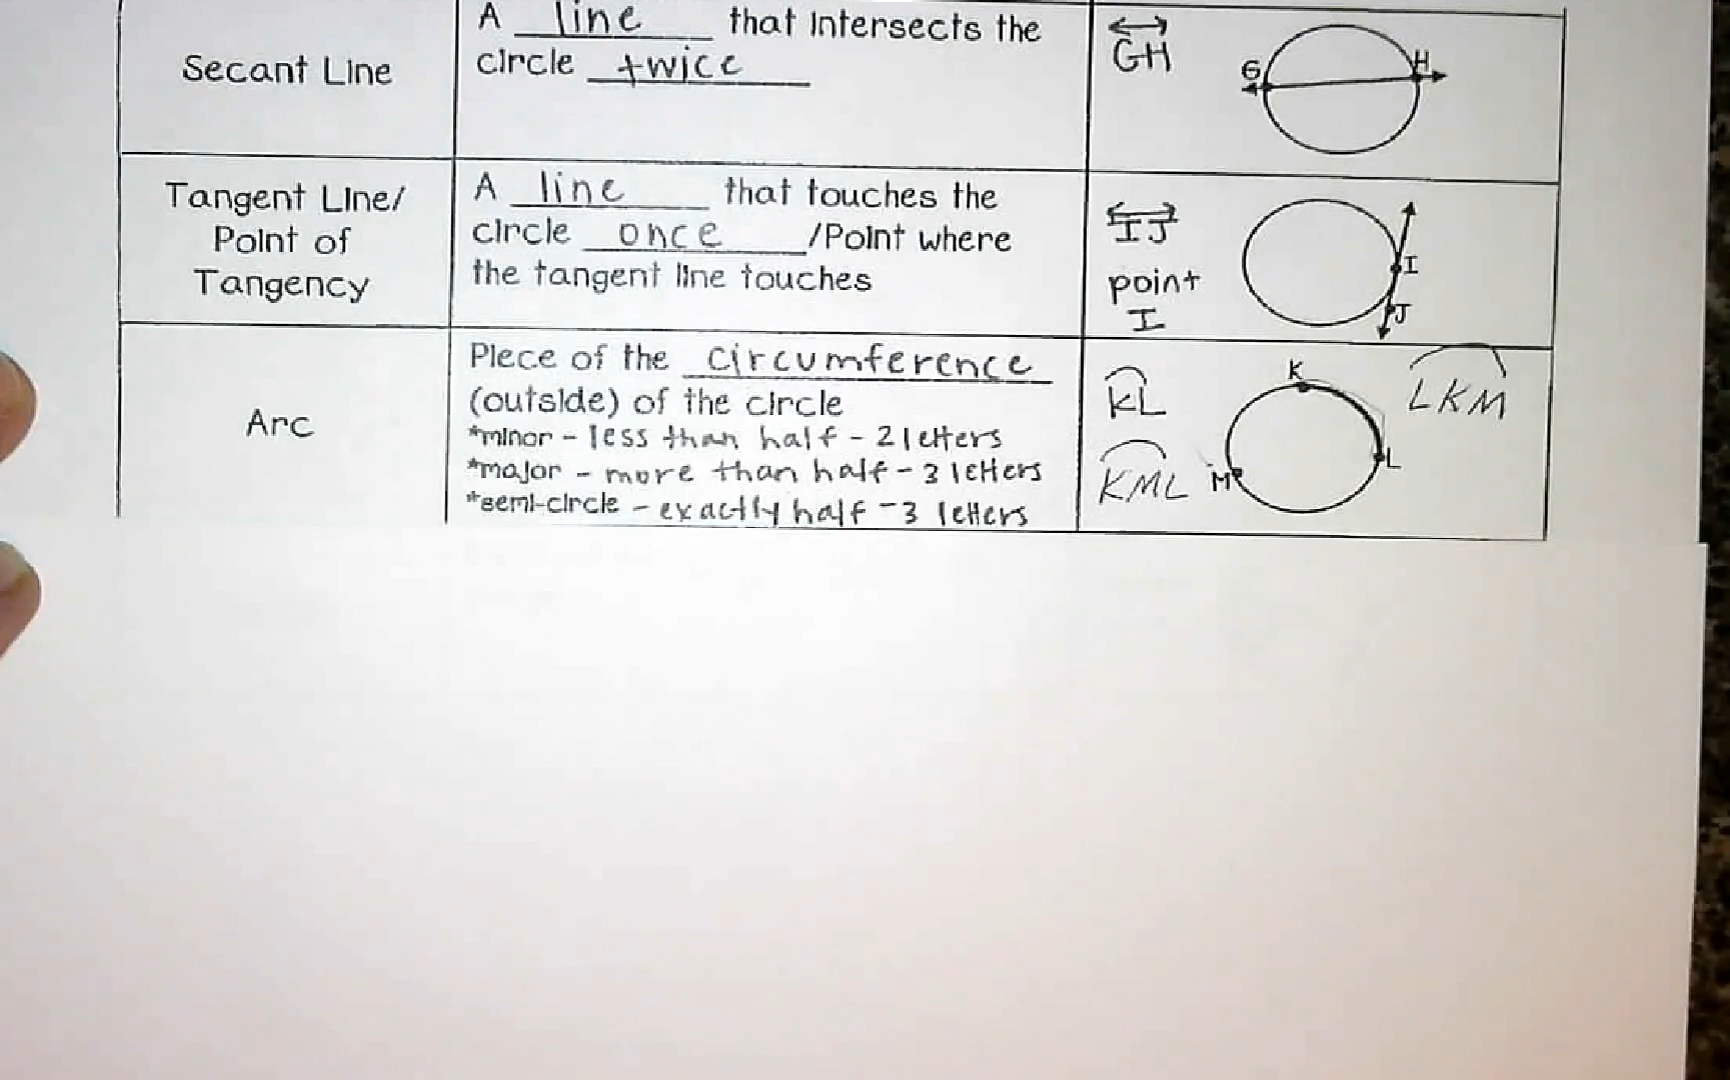 Secant Line
A line that intersects the
circle twice
GH
G
H
Tangent Line/
Point of
Tangency
A line that touches the
circle once /Point where
the tangent line touches
IJ
point
I
I
J
Arc
Piece of the circumference
(outside) of the circle
*minor - less than half - 2 letters
*major - more than half - 3 letters
*semi-circle - exactly half - 3 letters
KL
KML
K
L
M
LKM